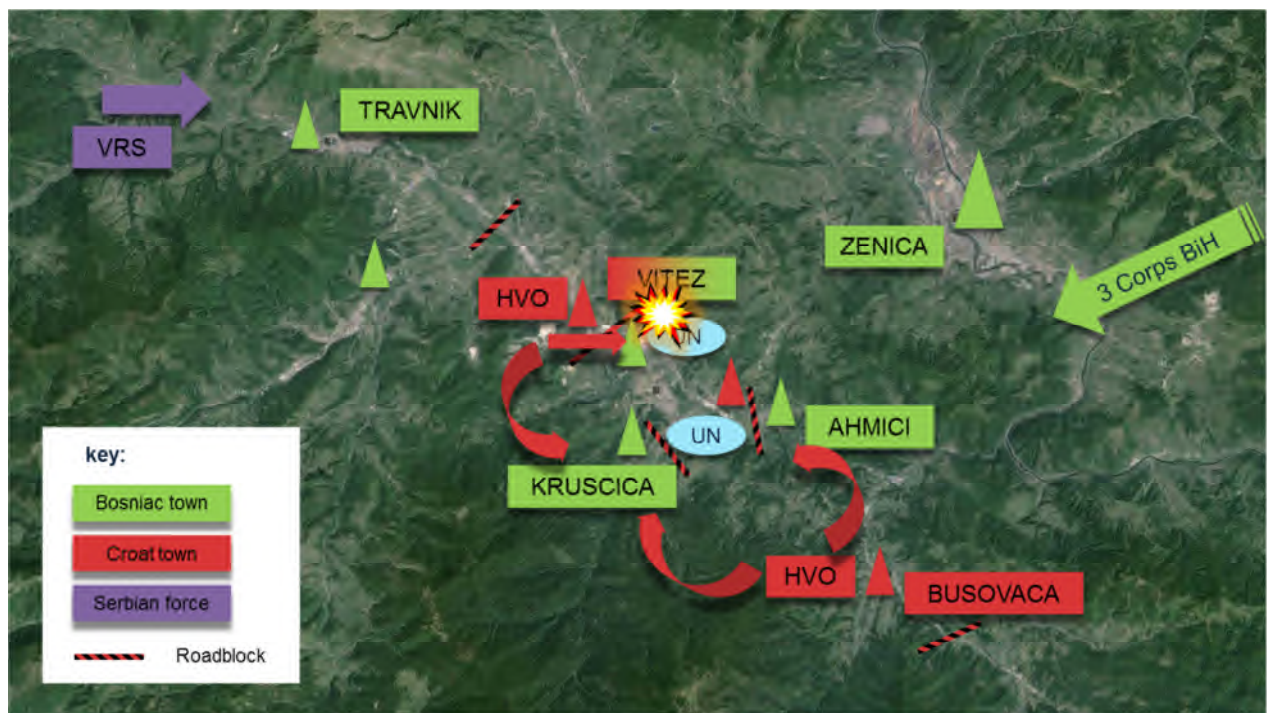 TRAVNIK
VRS
ZENICA
3 Corps BiH
VITEZ
HVO
UN
AHMICI
UN
KRUSCICA
HVO
BUSOVACA
key:
Bosniac town
Croat town
Serbian force
Roadblock